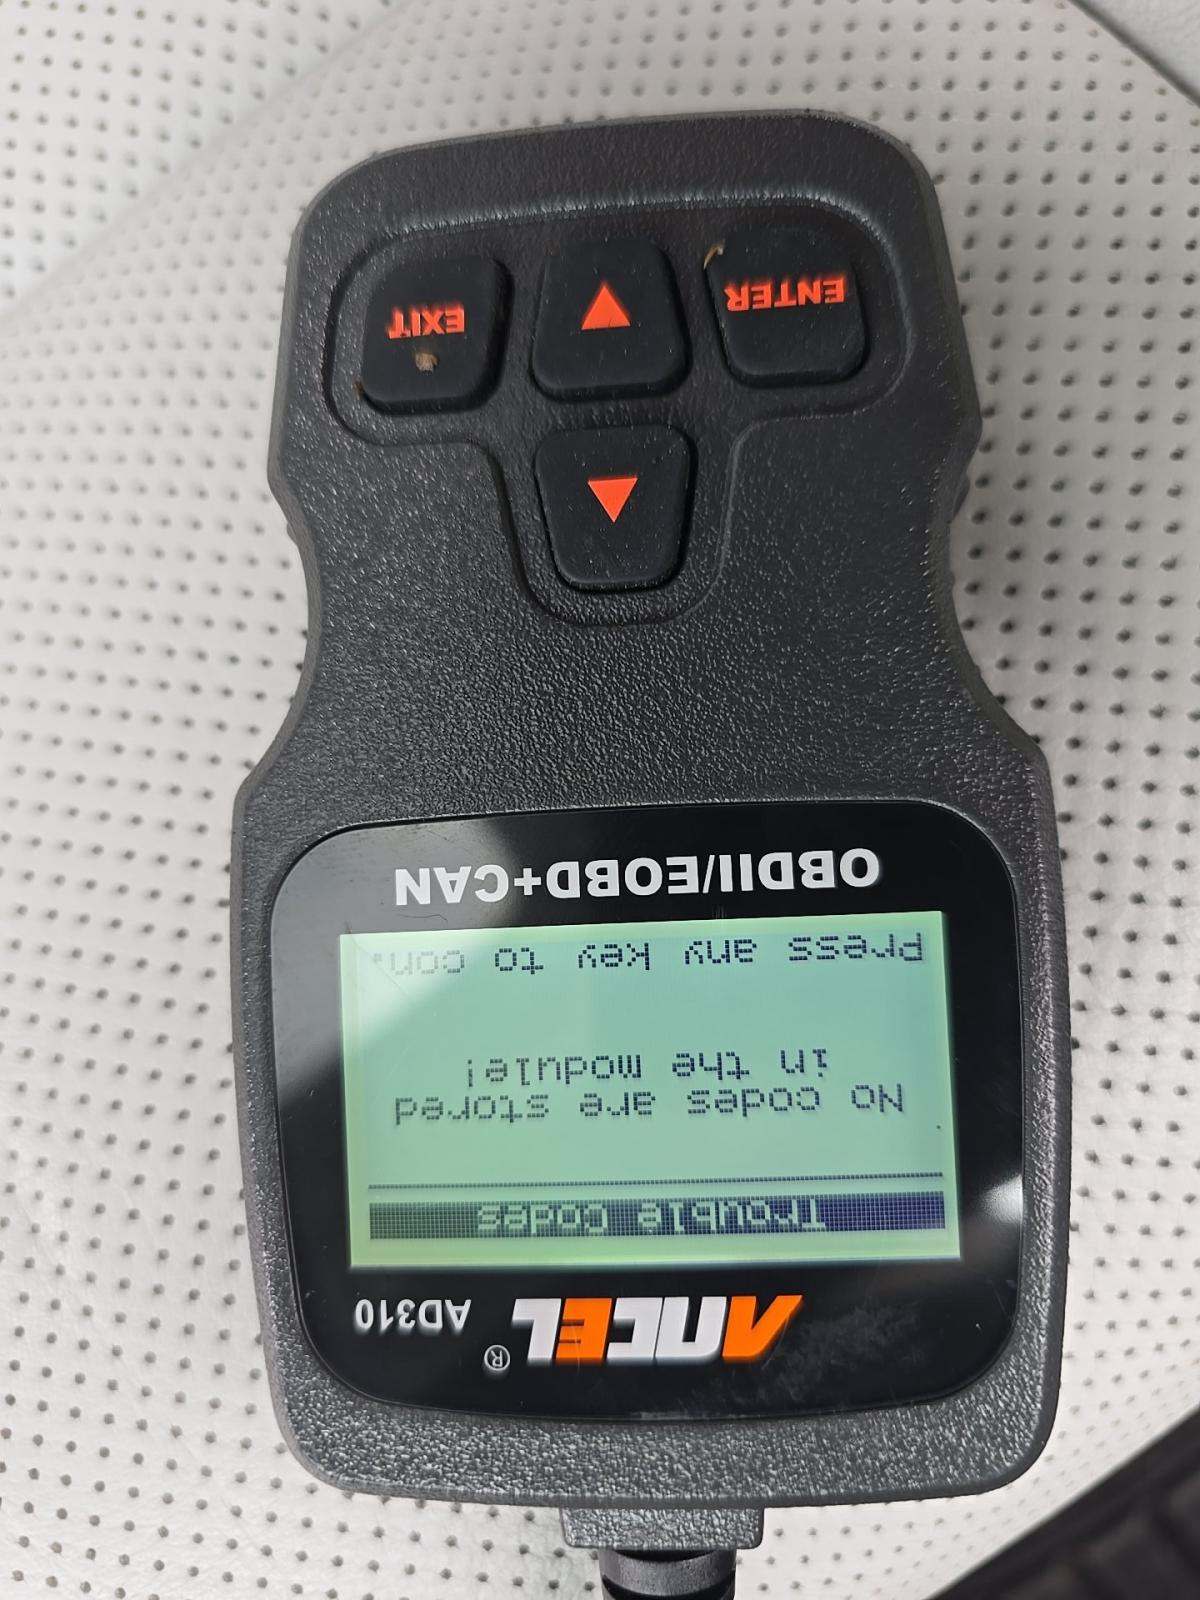 ANCEL® AD310
Trouble Codes
No codes are stored
in the module!
Press any key to con.
OBDII/EOBD+CAN
ENTER
EXIT